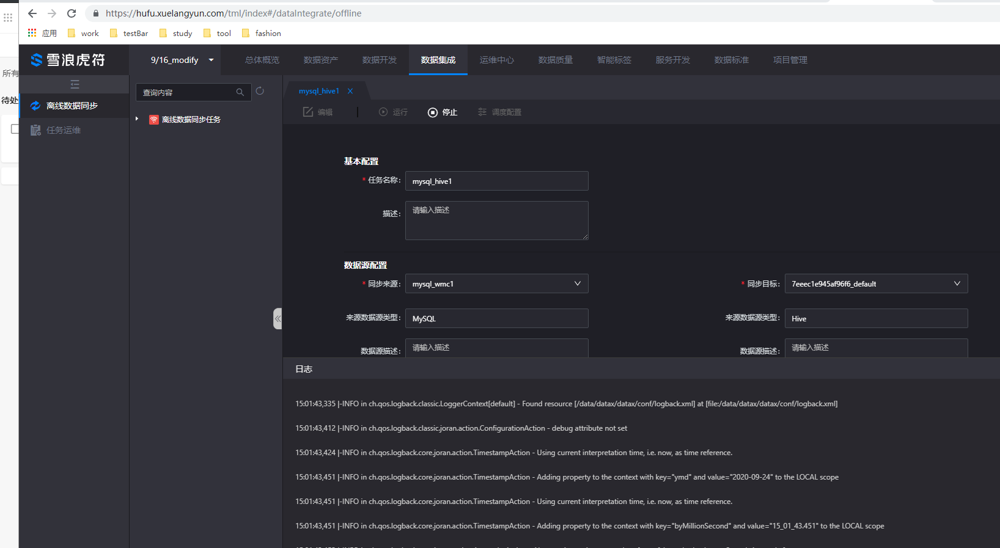 https://hufu.xuelangyun.com/tml/index#/dataIntegrate/offline
应用 work testBar study tool fashion
雪浪虎符 9/16_modify 总体概览 数据资产 数据开发 数据集成 运维中心 数据质量 智能标签 服务开发 数据标准 项目管理
所有
待处
离线数据同步
任务运维
查询内容
离线数据同步任务
mysql_hive1 ×
编辑 运行 停止 调度配置
基本配置
* 任务名称: mysql_hive1
描述: 请输入描述
数据源配置
* 同步来源: mysql_wmc1 * 同步目标: 7eeec1e945af96f6_default
来源数据源类型: MySQL 来源数据源类型: Hive
数据源描述: 请输入描述 数据源描述: 请输入描述
日志
15:01:43,335 |-INFO in ch.qos.logback.classic.LoggerContext[default] - Found resource [/data/datax/datax/conf/logback.xml] at [file:/data/datax/datax/conf/logback.xml]
15:01:43,412 |-INFO in ch.qos.logback.classic.joran.action.ConfigurationAction - debug attribute not set
15:01:43,424 |-INFO in ch.qos.logback.core.joran.action.TimestampAction - Using current interpretation time, i.e. now, as time reference.
15:01:43,451 |-INFO in ch.qos.logback.core.joran.action.TimestampAction - Adding property to the context with key="ymd" and value="2020-09-24" to the LOCAL scope
15:01:43,451 |-INFO in ch.qos.logback.core.joran.action.TimestampAction - Using current interpretation time, i.e. now, as time reference.
15:01:43,451 |-INFO in ch.qos.logback.core.joran.action.TimestampAction - Adding property to the context with key="byMillionSecond" and value="15_01_43.451" to the LOCAL scope